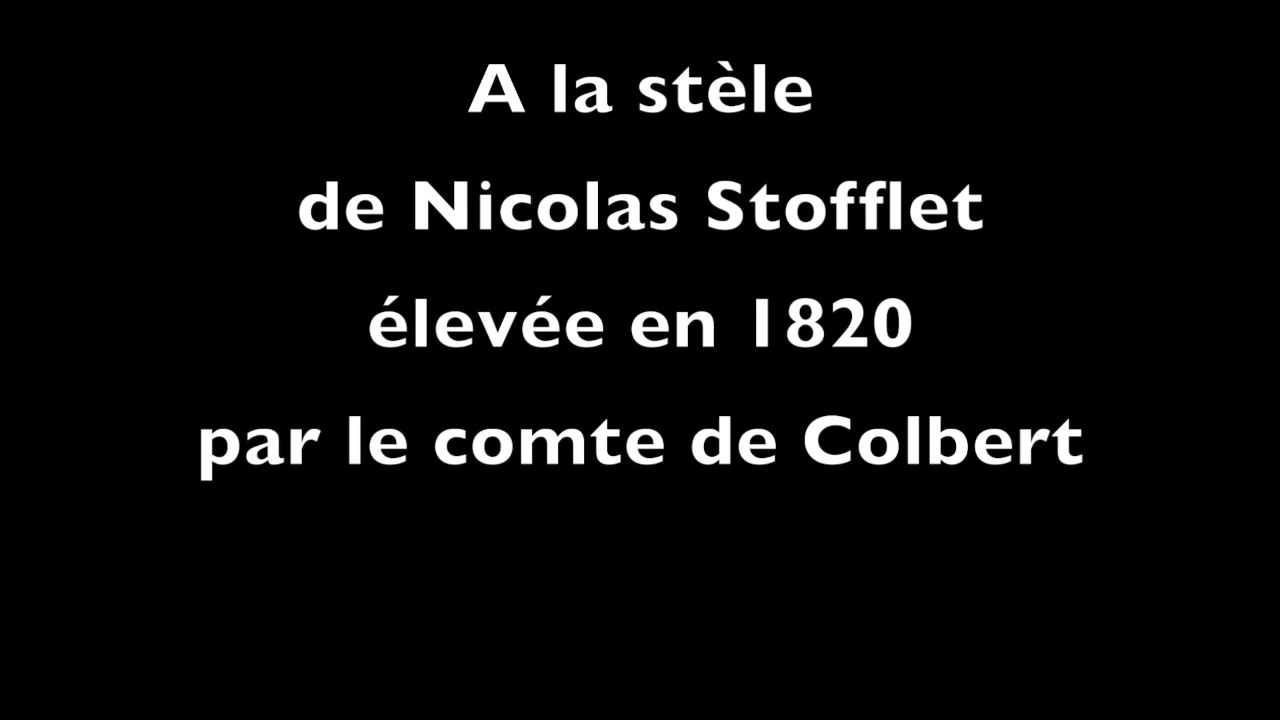 A la stèle
de Nicolas Stofflet
élevée en 1820
par le comte de Colbert